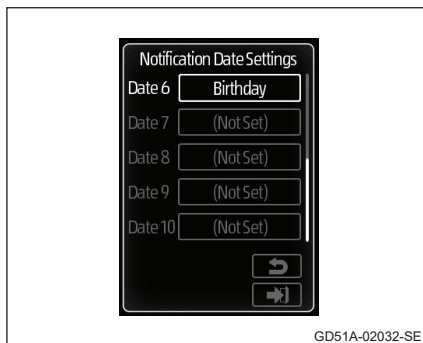 Notification Date Settings
Date 6 Birthday
Date 7 (Not Set)
Date 8 (Not Set)
Date 9 (Not Set)
Date 10 (Not Set)
GD51A-02032-SE